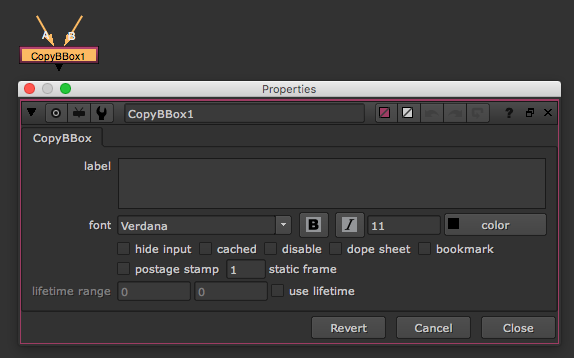 A B
CopyBBox1
Properties
CopyBBox1 ?
CopyBBox
label
font Verdana B I 11 color
hide input cached disable dope sheet bookmark
postage stamp 1 static frame
lifetime range 0 0 use lifetime
Revert Cancel Close